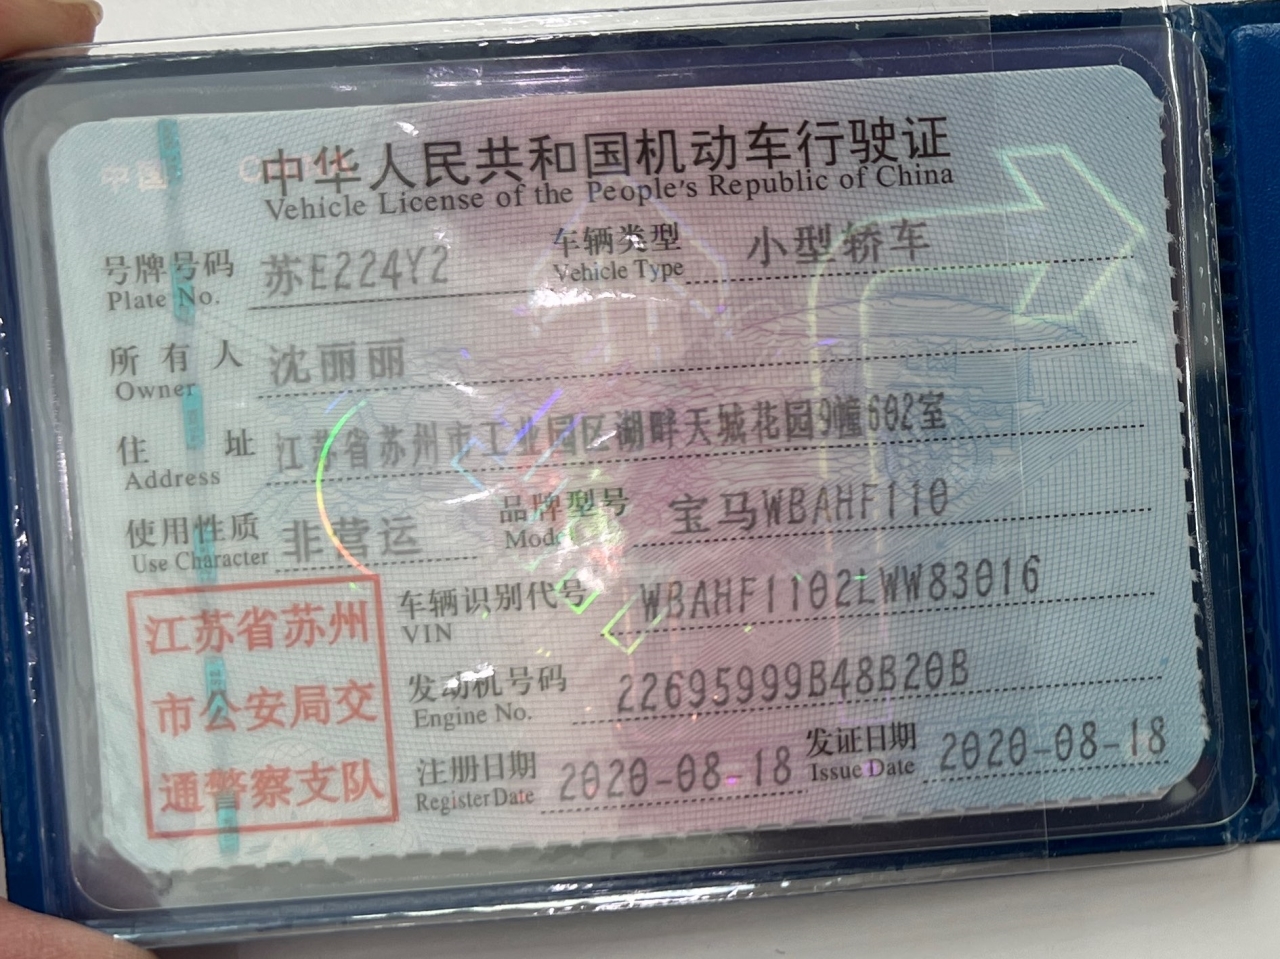 中国 C
中华人民共和国机动车行驶证
Vehicle License of the People's Republic of China
号牌号码 苏E224Y2 车辆类型 小型轿车
Plate No. Vehicle Type
所有人 沈丽丽
Owner
住址 江苏省苏州市工业园区湖畔天城花园9幢602室
Address
使用性质 非营运 品牌型号 宝马WBAHF110
Use Character Model
江苏省苏州
市公安局交
通警察支队
车辆识别代号 WBAHF1102LWW83016
VIN
发动机号码 22695999B48B20B
Engine No.
注册日期 2020-08-18 发证日期 2020-08-18
Register Date Issue Date